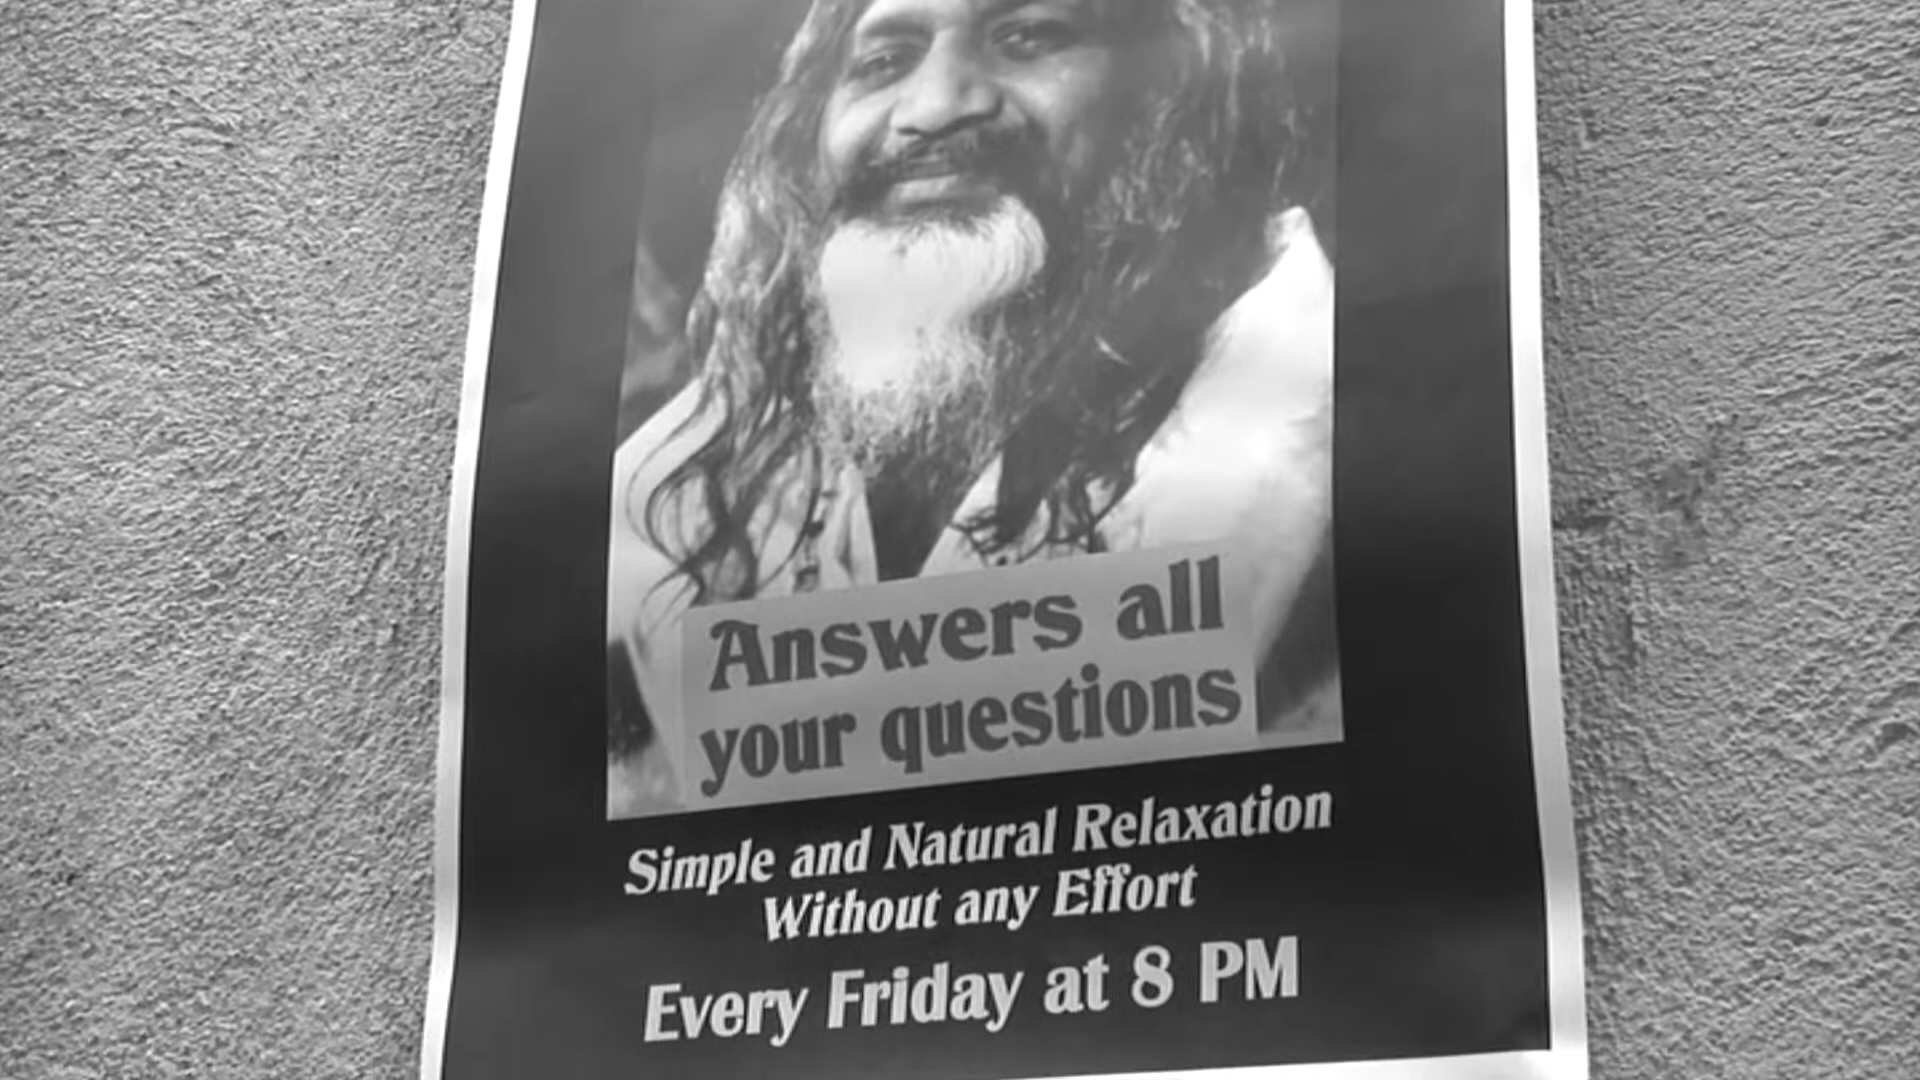 Answers all
your questions
Simple and Natural Relaxation
Without any Effort
Every Friday at 8 PM